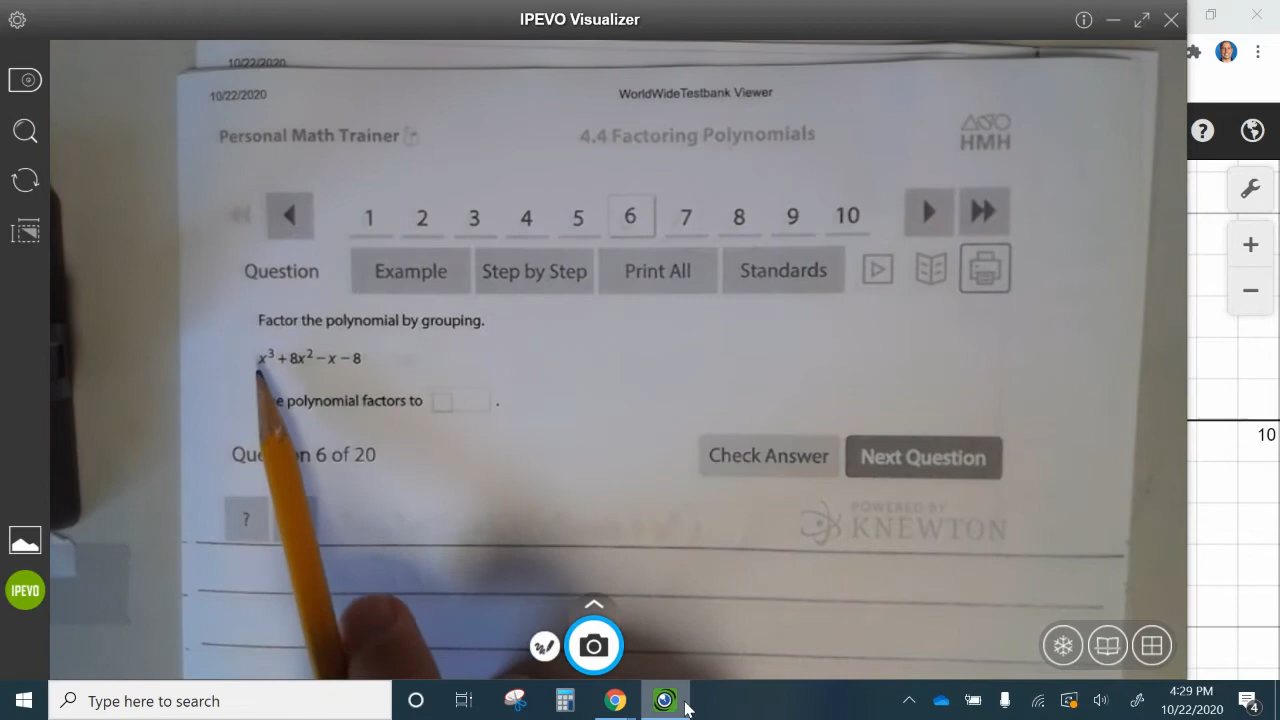 IPEVO Visualizer
10/22/2020
10/22/2020
WorldWideTestbank Viewer
Personal Math Trainer
4.4 Factoring Polynomials
HMH
1 2 3 4 5 6 7 8 9 10
Question
Example
Step by Step
Print All
Standards
Factor the polynomial by grouping.
x³ + 8x² − x − 8
polynomial factors to .
10
6 of 20
Check Answer
Next Question
?
POWERED BY
KNEWTON
IPEVO
Type here to search
4:29 PM
10/22/2020
4